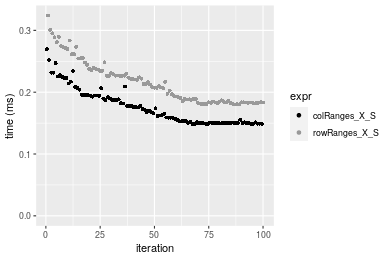 0.3
0.2
0.1
0.0
time (ms)
0
25
50
75
100
iteration
expr
colRanges_X_S
rowRanges_X_S